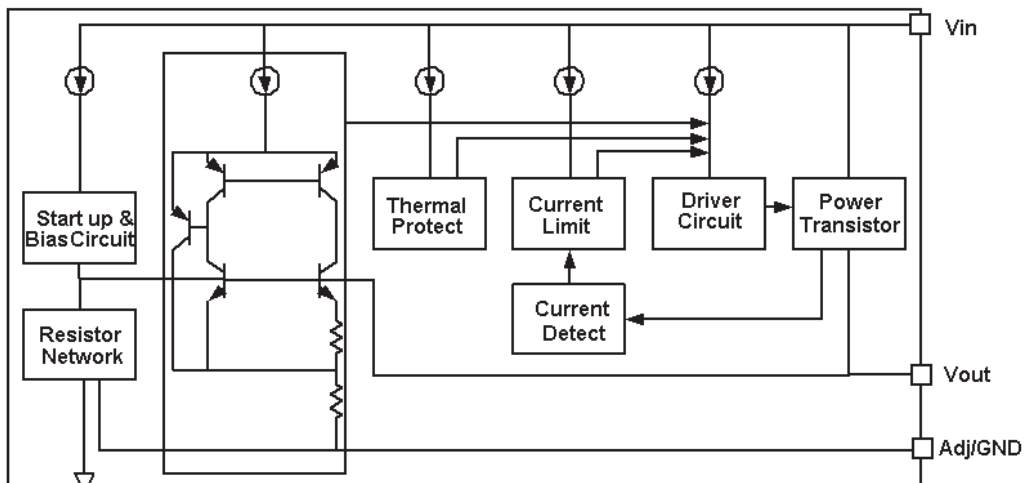 Vin
Start up &
BiasCircuit
Thermal
Protect
Current
Limit
Driver
Circuit
Power
Transistor
Current
Detect
Resistor
Network
Vout
Adj/GND